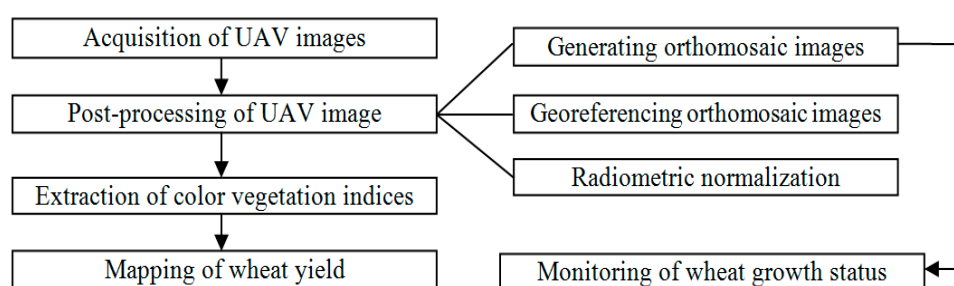 Acquisition of UAV images
Post-processing of UAV image
Extraction of color vegetation indices
Mapping of wheat yield
Generating orthomosaic images
Georeferencing orthomosaic images
Radiometric normalization
Monitoring of wheat growth status